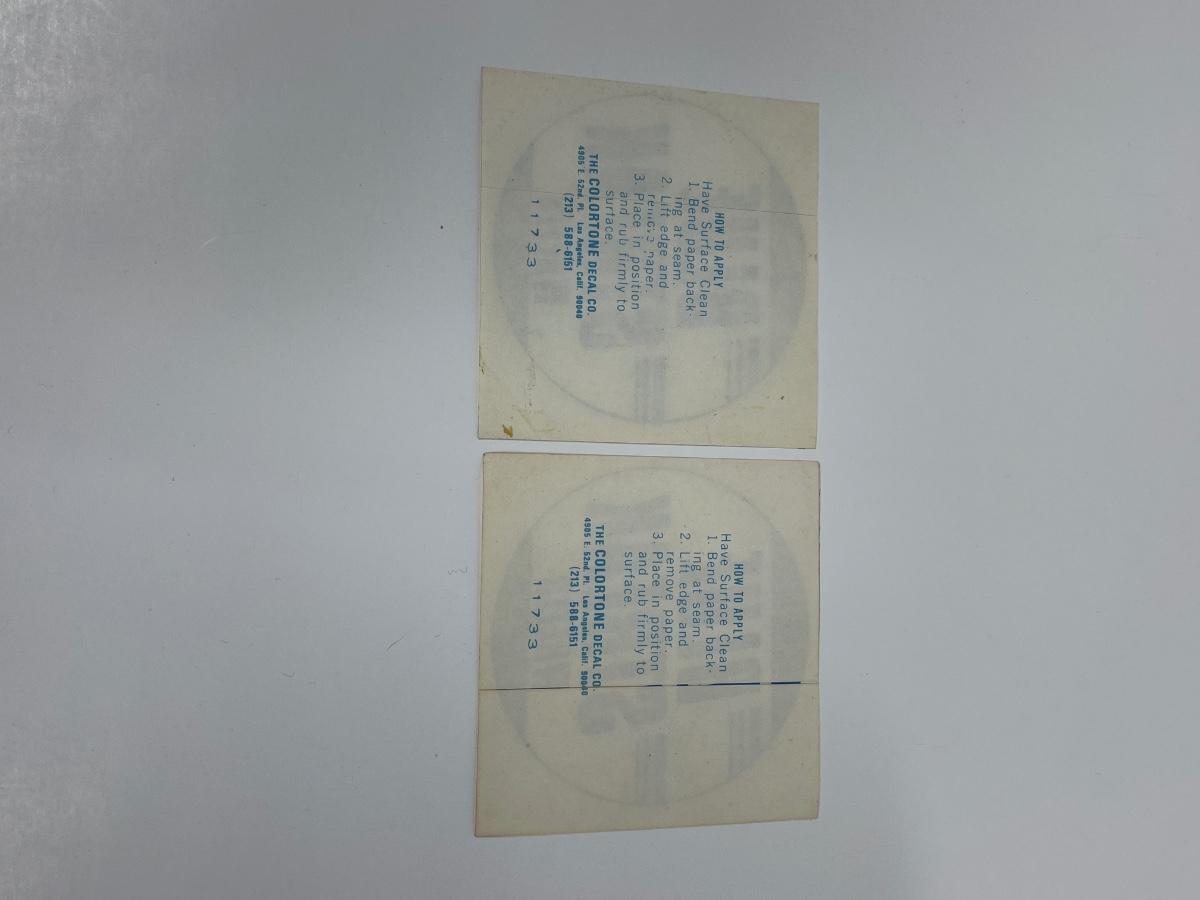 HOW TO APPLY
Have Surface Clean
1. Bend paper back-
ing at seam.
2. Lift edge and
remove paper.
3. Place in position
and rub firmly to
surface.
THE COLORTONE DECAL CO.
4905 E. 52nd. Pl. Los Angeles, Calif. 90040
(213) 588-6151
11733
HOW TO APPLY
Have Surface Clean
1. Bend paper back-
ing at seam.
2. Lift edge and
remove paper.
3. Place in position
and rub firmly to
surface.
THE COLORTONE DECAL CO.
4905 E. 52nd. Pl. Los Angeles, Calif. 90040
(213) 588-6151
11733